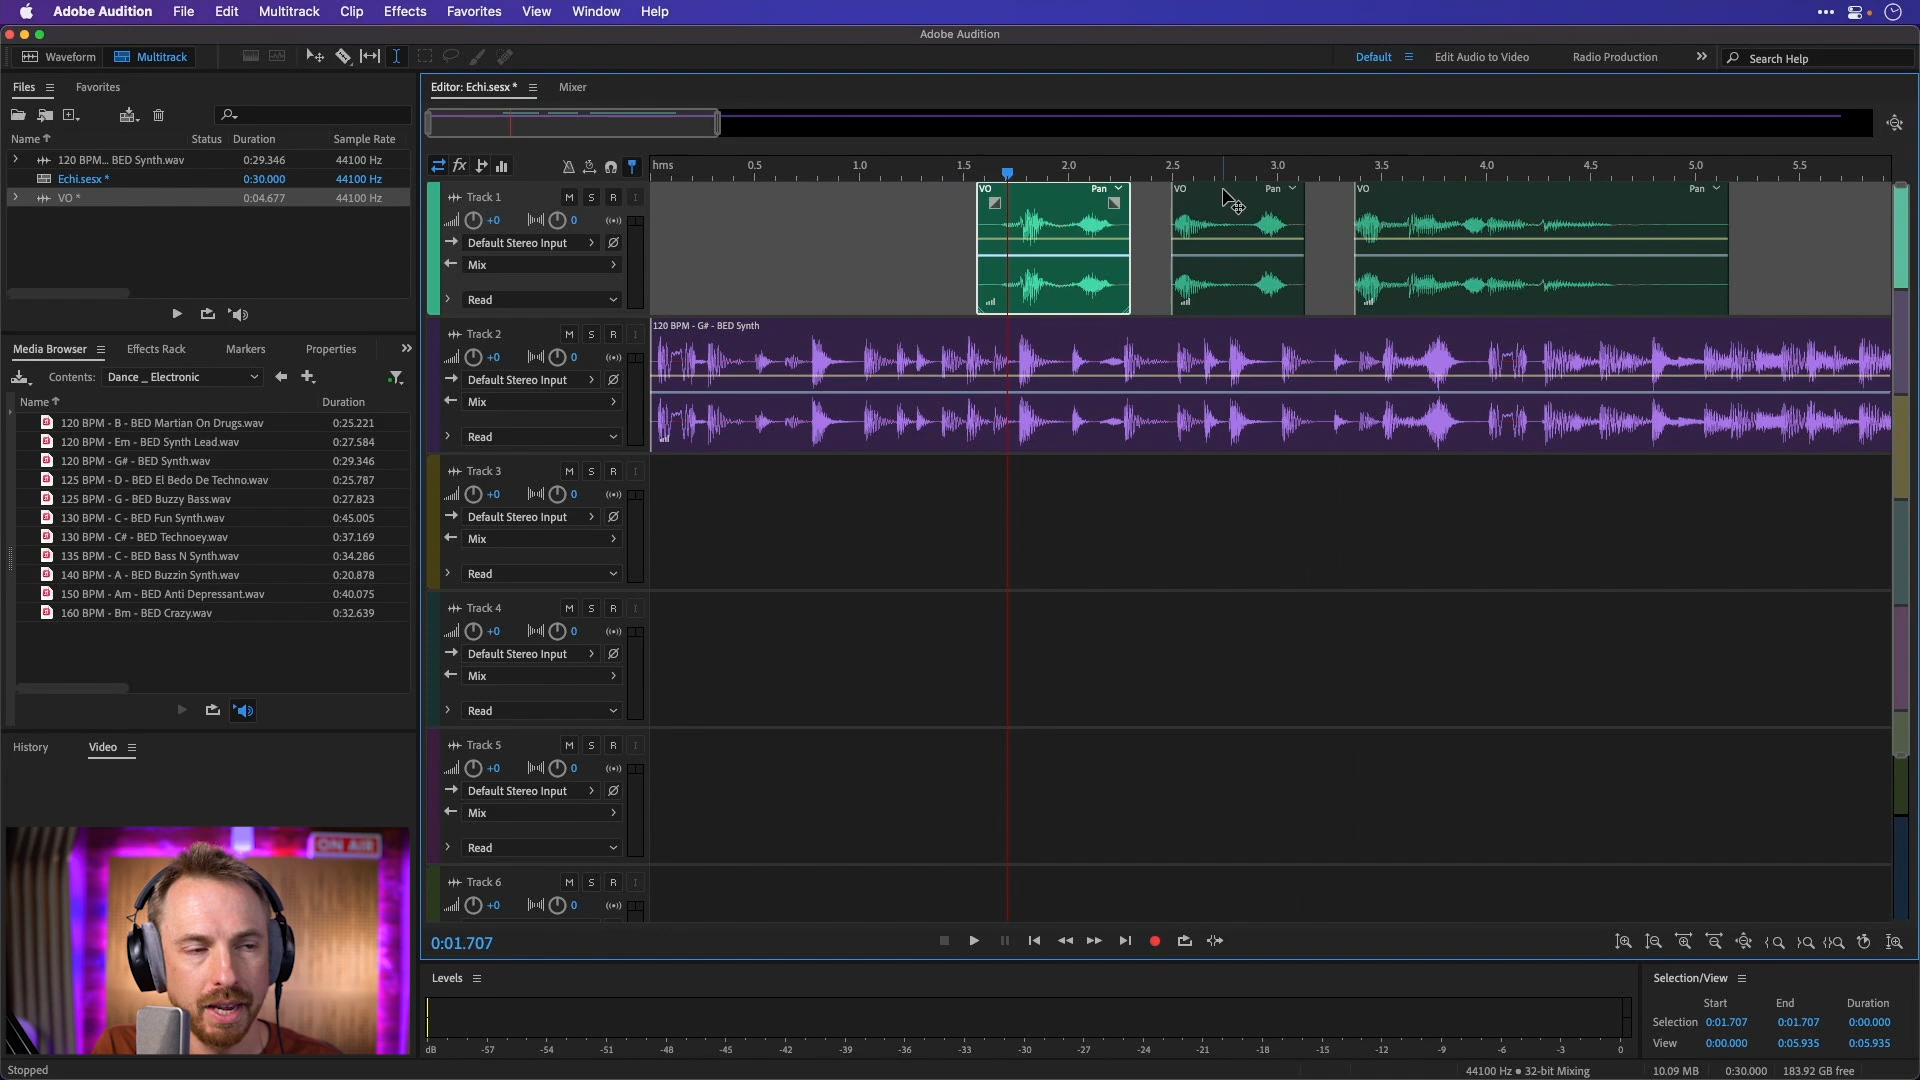 Adobe Audition File Edit Multitrack Clip Effects Favorites View Window Help
Adobe Audition
Waveform Multitrack Default Edit Audio to Video Radio Production Search Help
Files Favorites
Name Status Duration Sample Rate
120 BPM... BED Synth.wav 0:29.346 44100 Hz
Echi.sesx * 0:30.000 44100 Hz
VO * 0:04.677 44100 Hz
Media Browser Effects Rack Markers Properties
Contents: Dance _ Electronic
Name Duration
120 BPM - B - BED Martian On Drugs.wav 0:25.221
120 BPM - Em - BED Synth Lead.wav 0:27.584
120 BPM - G# - BED Synth.wav 0:29.346
125 BPM - D - BED El Bedo De Techno.wav 0:25.787
125 BPM - G - BED Buzzy Bass.wav 0:27.823
130 BPM - C - BED Fun Synth.wav 0:45.005
130 BPM - C# - BED Technoey.wav 0:37.169
135 BPM - C - BED Bass N Synth.wav 0:34.286
140 BPM - A - BED Buzzin Synth.wav 0:20.878
150 BPM - Am - BED Anti Depressant.wav 0:40.075
160 BPM - Bm - BED Crazy.wav 0:32.639
History Video
ON AIR
Editor: Echi.sesx * Mixer
fx hms 0.5 1.0 1.5 2.0 2.5 3.0 3.5 4.0 4.5 5.0 5.5
Track 1 M S R I
+0 0
Default Stereo Input
Mix
Read
VO Pan VO Pan VO Pan
Track 2 M S R I
+0 0
Default Stereo Input
Mix
Read
120 BPM - G# - BED Synth
Track 3 M S R I
+0 0
Default Stereo Input
Mix
Read
Track 4 M S R I
+0 0
Default Stereo Input
Mix
Read
Track 5 M S R I
+0 0
Default Stereo Input
Mix
Read
Track 6 M S R I
+0 0
0:01.707
Levels
dB -57 -54 -51 -48 -45 -42 -39 -36 -33 -30 -27 -24 -21 -18 -15 -12 -9 -6 -3 0
Selection/View
Start End Duration
Selection 0:01.707 0:01.707 0:00.000
View 0:00.000 0:05.935 0:05.935
Stopped 44100 Hz ● 32-bit Mixing 10.09 MB 0:30.000 183.92 GB free